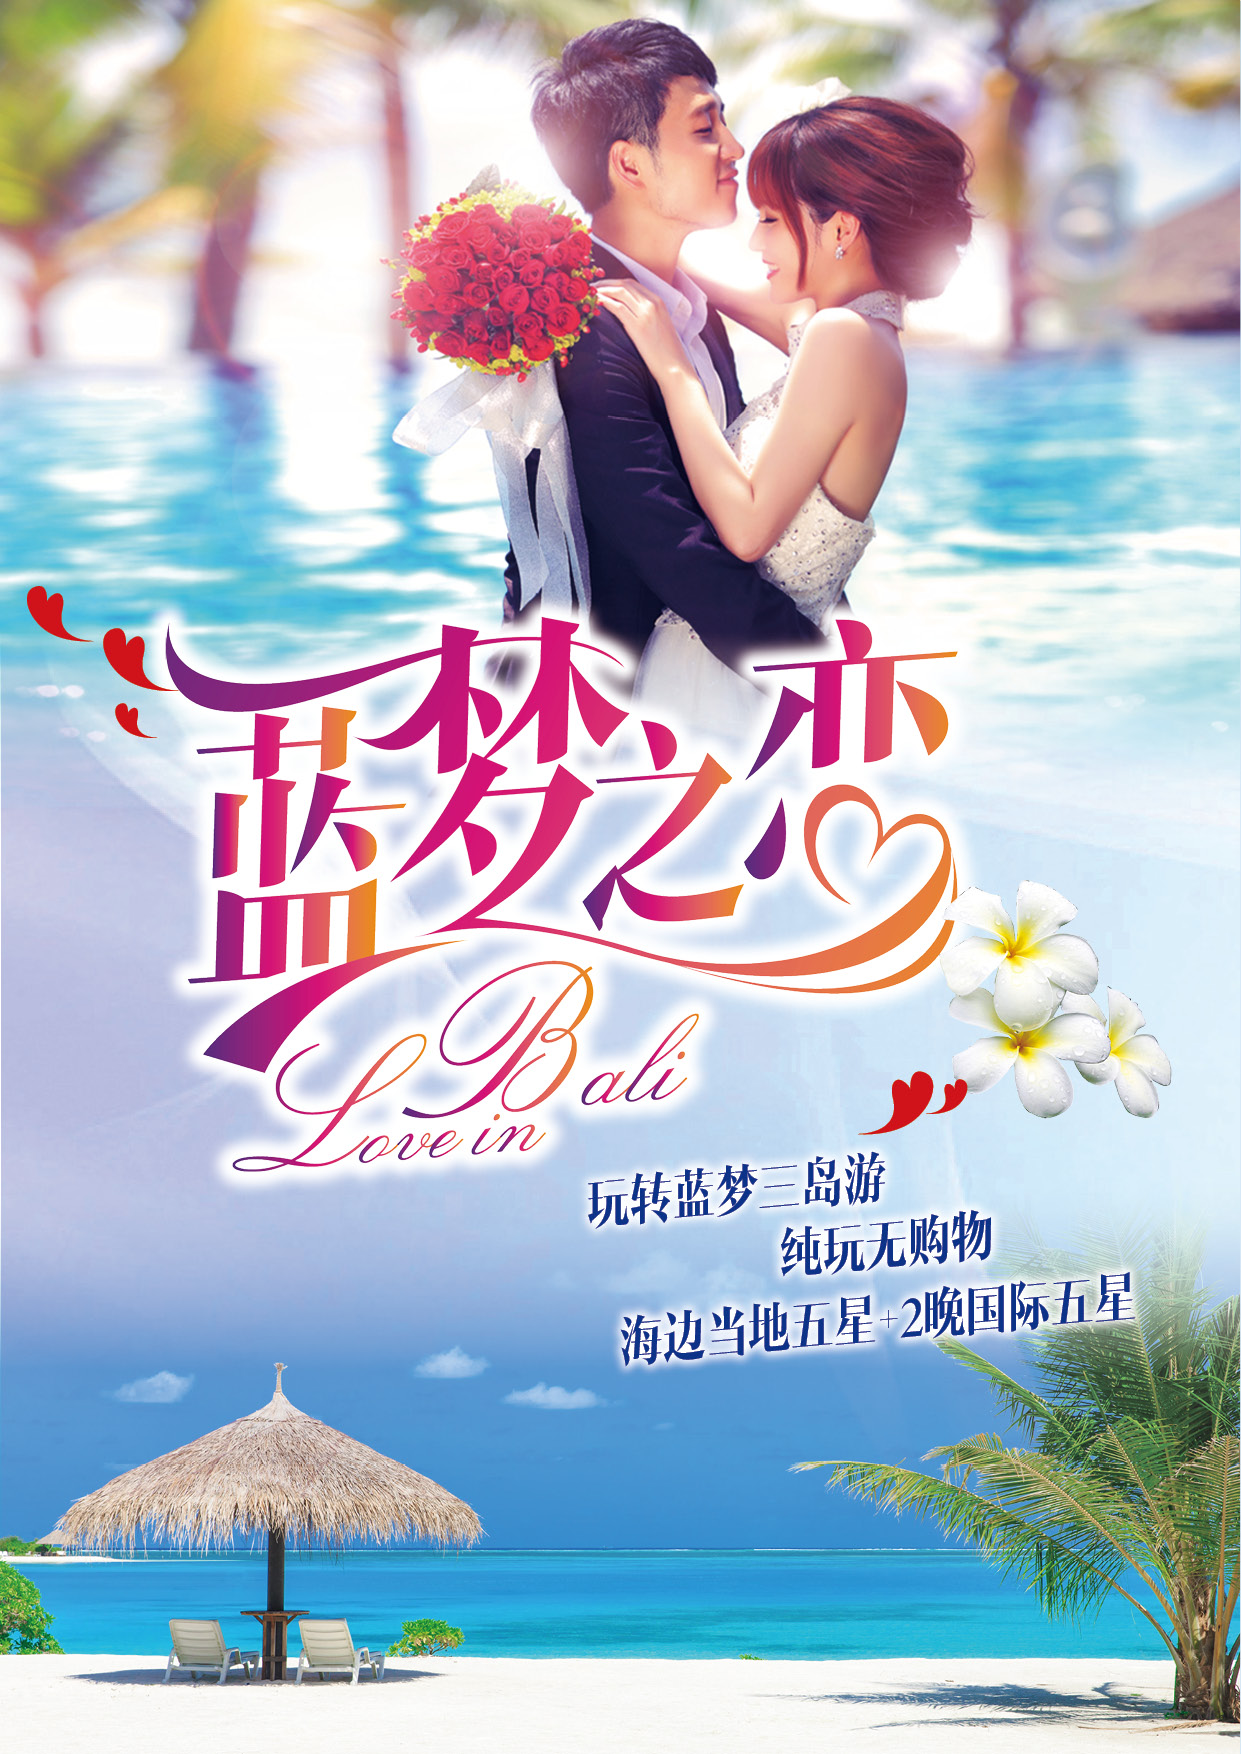 蓝梦之恋
Love in Bali
玩转蓝梦三岛游
纯玩无购物
海边当地五星+2晚国际五星